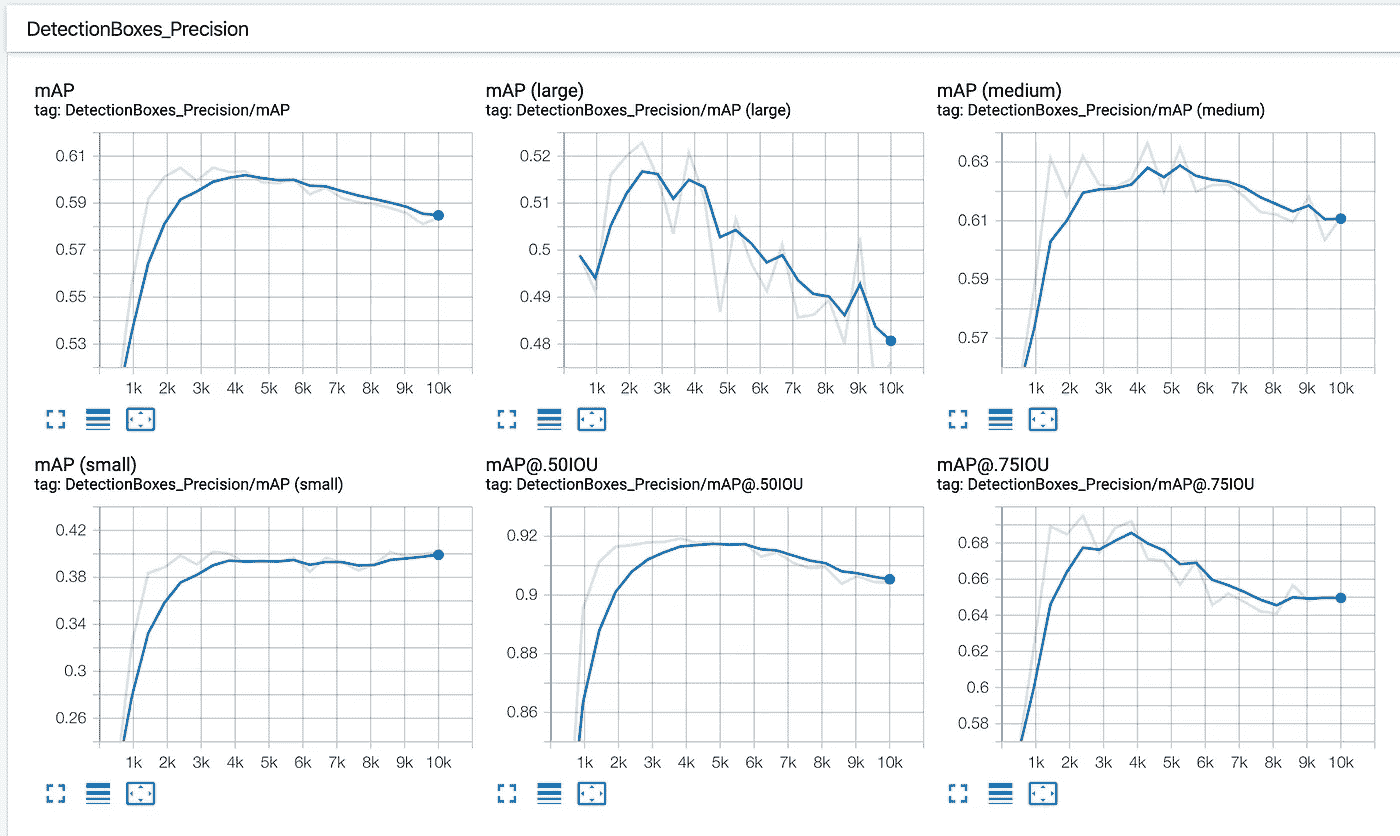 DetectionBoxes_Precision
mAP
tag: DetectionBoxes_Precision/mAP
0.61
0.59
0.57
0.55
0.53
1k 2k 3k 4k 5k 6k 7k 8k 9k 10k
mAP (large)
tag: DetectionBoxes_Precision/mAP (large)
0.52
0.51
0.5
0.49
0.48
1k 2k 3k 4k 5k 6k 7k 8k 9k 10k
mAP (medium)
tag: DetectionBoxes_Precision/mAP (medium)
0.63
0.61
0.59
0.57
1k 2k 3k 4k 5k 6k 7k 8k 9k 10k
mAP (small)
tag: DetectionBoxes_Precision/mAP (small)
0.42
0.38
0.34
0.3
0.26
1k 2k 3k 4k 5k 6k 7k 8k 9k 10k
mAP@.50IOU
tag: DetectionBoxes_Precision/mAP@.50IOU
0.92
0.9
0.88
0.86
1k 2k 3k 4k 5k 6k 7k 8k 9k 10k
mAP@.75IOU
tag: DetectionBoxes_Precision/mAP@.75IOU
0.68
0.66
0.64
0.62
0.6
0.58
1k 2k 3k 4k 5k 6k 7k 8k 9k 10k